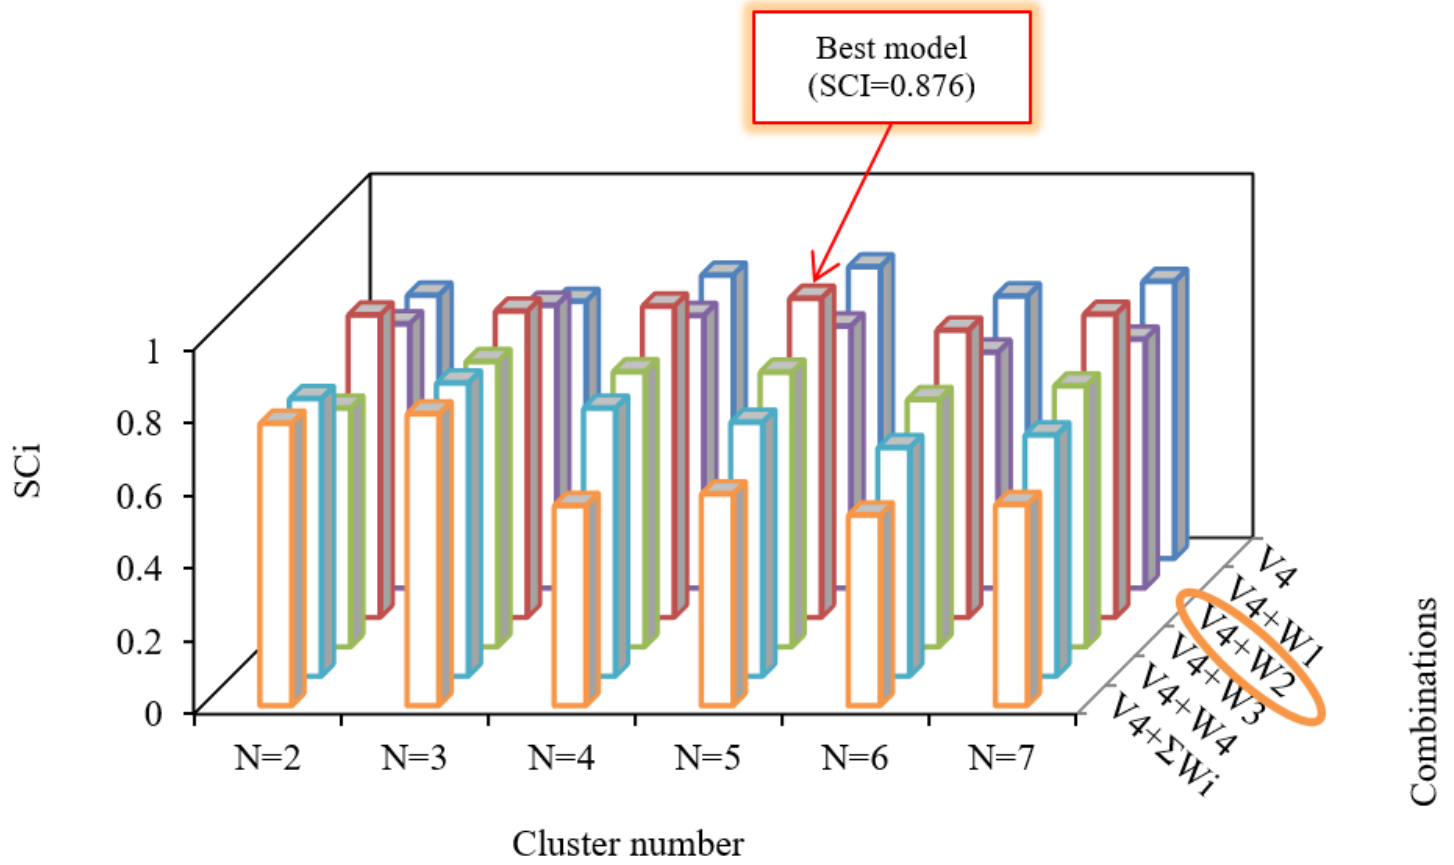 Best model
(SCI=0.876)
SCi
1
0.8
0.6
0.4
0.2
0
N=2
N=3
N=4
N=5
N=6
N=7
Cluster number
V4
V4+W1
V4+W2
V4+W3
V4+W4
V4+ΣWi
Combinations